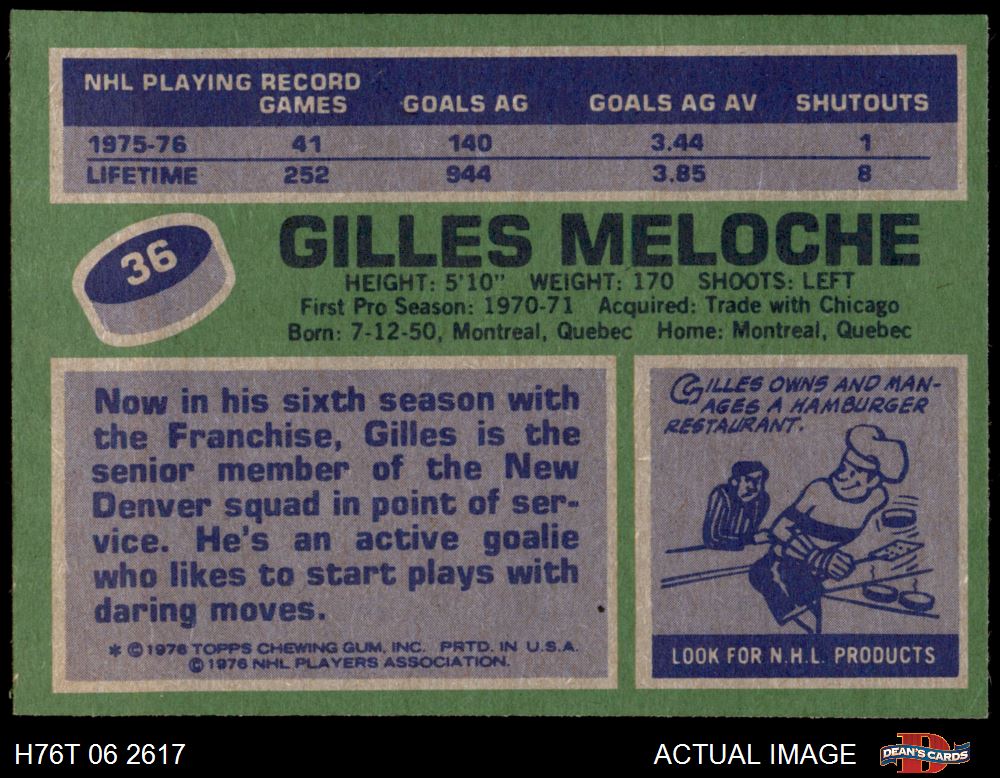 NHL PLAYING RECORD
GAMES GOALS AG GOALS AG AV SHUTOUTS
1975-76 41 140 3.44 1
LIFETIME 252 944 3.85 8
36
GILLES MELOCHE
HEIGHT: 5'10" WEIGHT: 170 SHOOTS: LEFT
First Pro Season: 1970-71 Acquired: Trade with Chicago
Born: 7-12-50, Montreal, Quebec Home: Montreal, Quebec
Now in his sixth season with
the Franchise, Gilles is the
senior member of the New
Denver squad in point of ser-
vice. He's an active goalie
who likes to start plays with
daring moves.
* © 1976 TOPPS CHEWING GUM, INC. PRTD. IN U.S.A.
© 1976 NHL PLAYERS ASSOCIATION.
GILLES OWNS AND MAN-
AGES A HAMBURGER
RESTAURANT.
LOOK FOR N.H.L. PRODUCTS
H76T 06 2617
ACTUAL IMAGE
D
DEAN'S CARDS